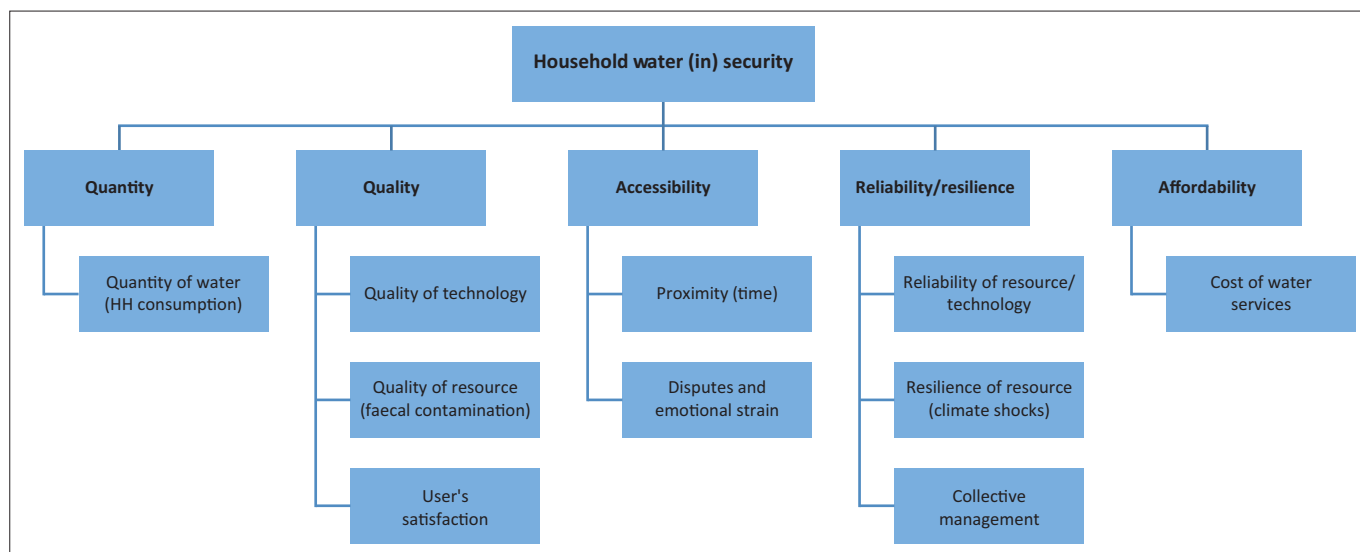 Household water (in) security
Quantity
Quality
Accessibility
Reliability/resilience
Affordability
Quantity of water
(HH consumption)
Quality of technology
Proximity (time)
Reliability of resource/
technology
Cost of water
services
Quality of resource
(faecal contamination)
Disputes and
emotional strain
Resilience of resource
(climate shocks)
User's
satisfaction
Collective
management